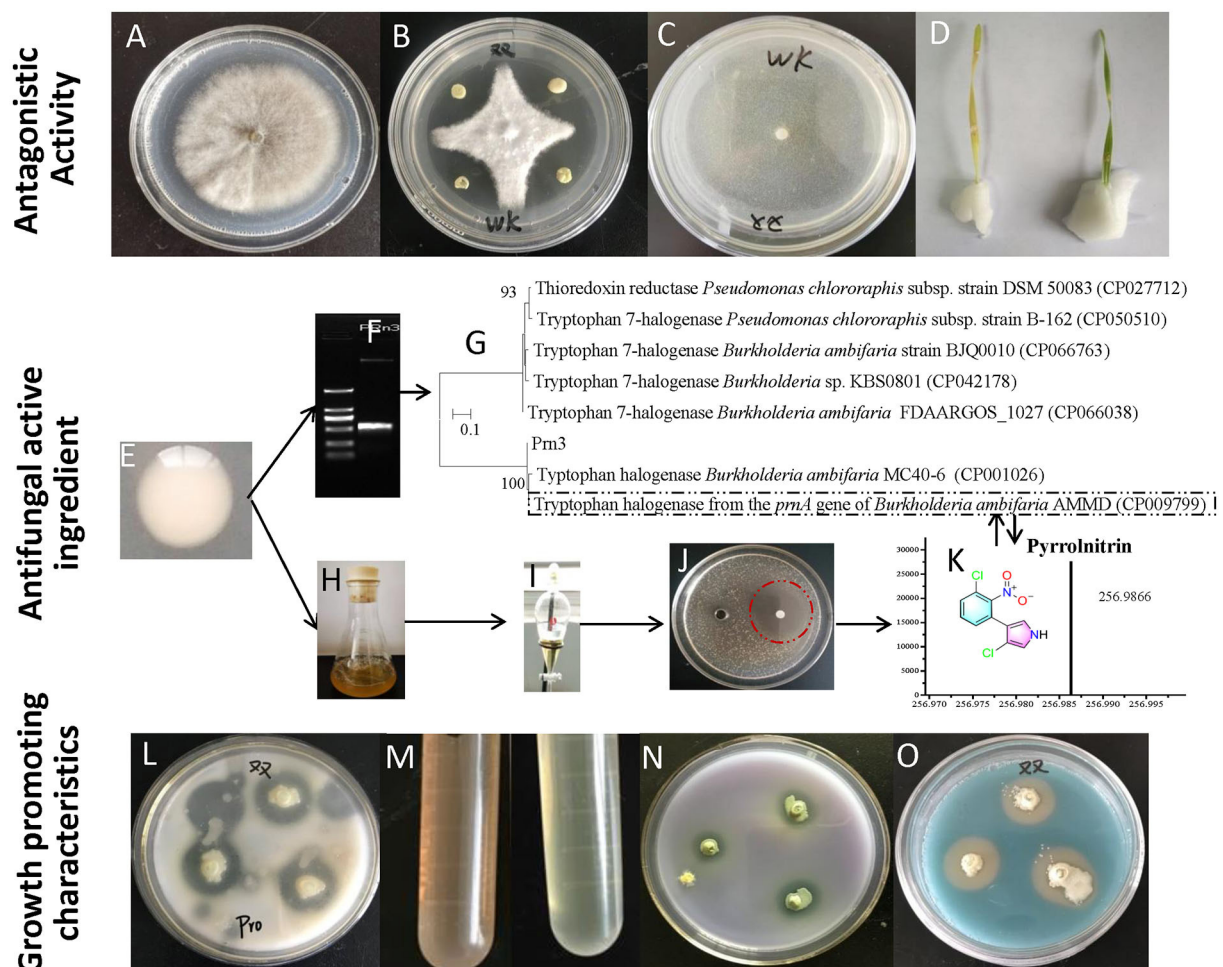 Antagonistic
Activity
A
B
C
D
WK
WK
Antifungal active
ingredient
E
F
PRn3
G
93
Thioredoxin reductase Pseudomonas chlororaphis subsp. strain DSM 50083 (CP027712)
Tryptophan 7-halogenase Pseudomonas chlororaphis subsp. strain B-162 (CP050510)
Tryptophan 7-halogenase Burkholderia ambifaria strain BJQ0010 (CP066763)
Tryptophan 7-halogenase Burkholderia sp. KBS0801 (CP042178)
Tryptophan 7-halogenase Burkholderia ambifaria FDAARGOS_1027 (CP066038)
0.1
Prn3
Typtophan halogenase Burkholderia ambifaria MC40-6 (CP001026)
100
Tryptophan halogenase from the prnA gene of Burkholderia ambifaria AMMD (CP009799)
Pyrrolnitrin
H
I
J
K
30000
25000
20000
15000
10000
5000
0
256.970 256.975 256.980 256.985 256.990 256.995
256.9866
Cl
O
N+
O−
NH
Cl
Growth promoting
characteristics
L
Pro
M
N
O